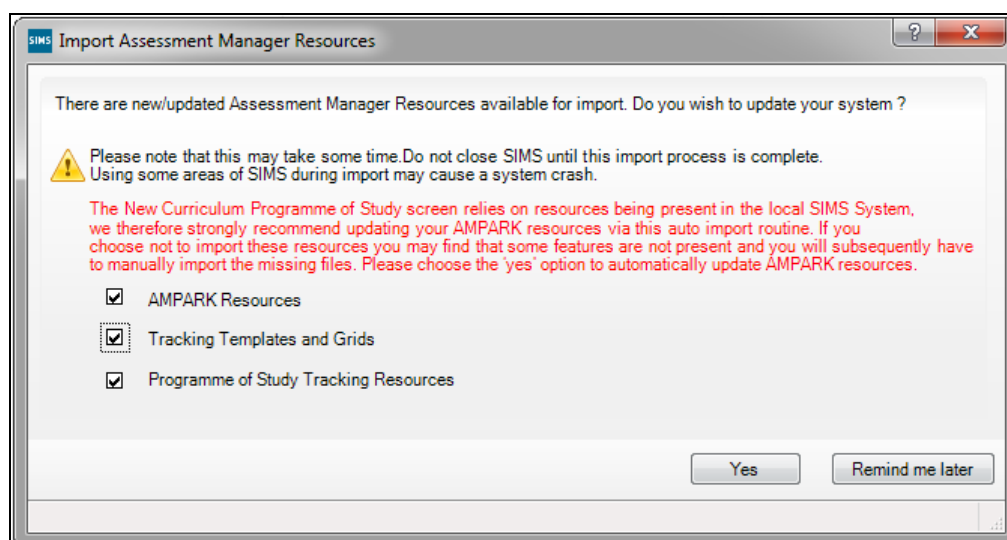 SIMS Import Assessment Manager Resources
There are new/updated Assessment Manager Resources available for import. Do you wish to update your system ?
Please note that this may take some time.Do not close SIMS until this import process is complete.
Using some areas of SIMS during import may cause a system crash.
The New Curriculum Programme of Study screen relies on resources being present in the local SIMS System,
we therefore strongly recommend updating your AMPARK resources via this auto import routine. If you
choose not to import these resources you may find that some features are not present and you will subsequently have
to manually import the missing files. Please choose the 'yes' option to automatically update AMPARK resources.
AMPARK Resources
Tracking Templates and Grids
Programme of Study Tracking Resources
Yes Remind me later